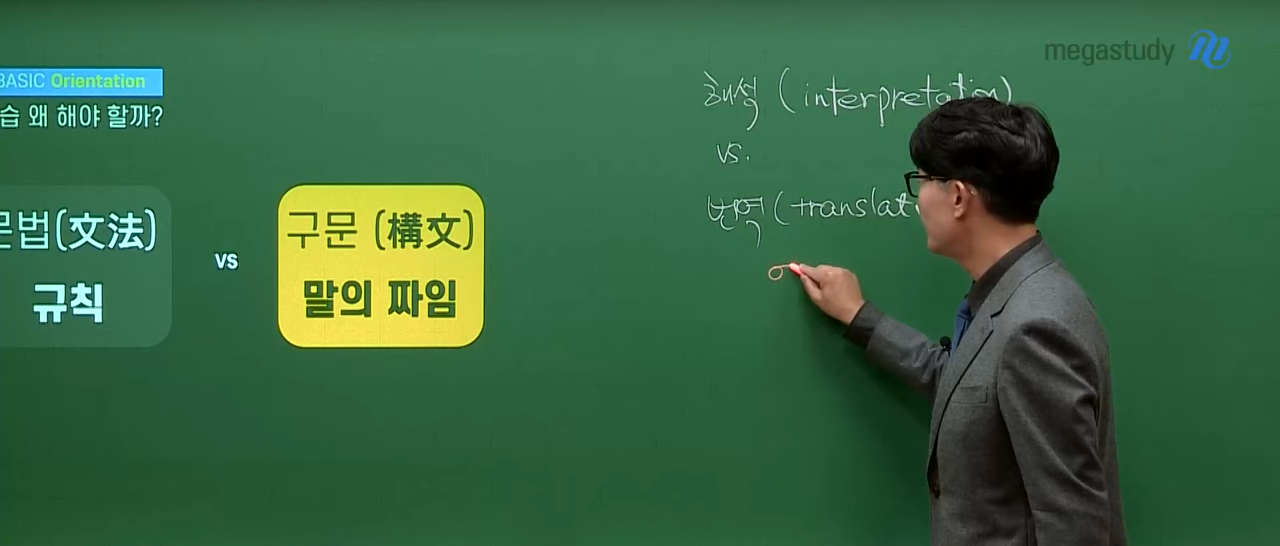 megastudy
BASIC Orientation
습 왜 해야 할까?
문법(文法)
규칙
vs
구문 (構文)
말의 짜임
해석 (interpretation)
vs.
번역 (translat